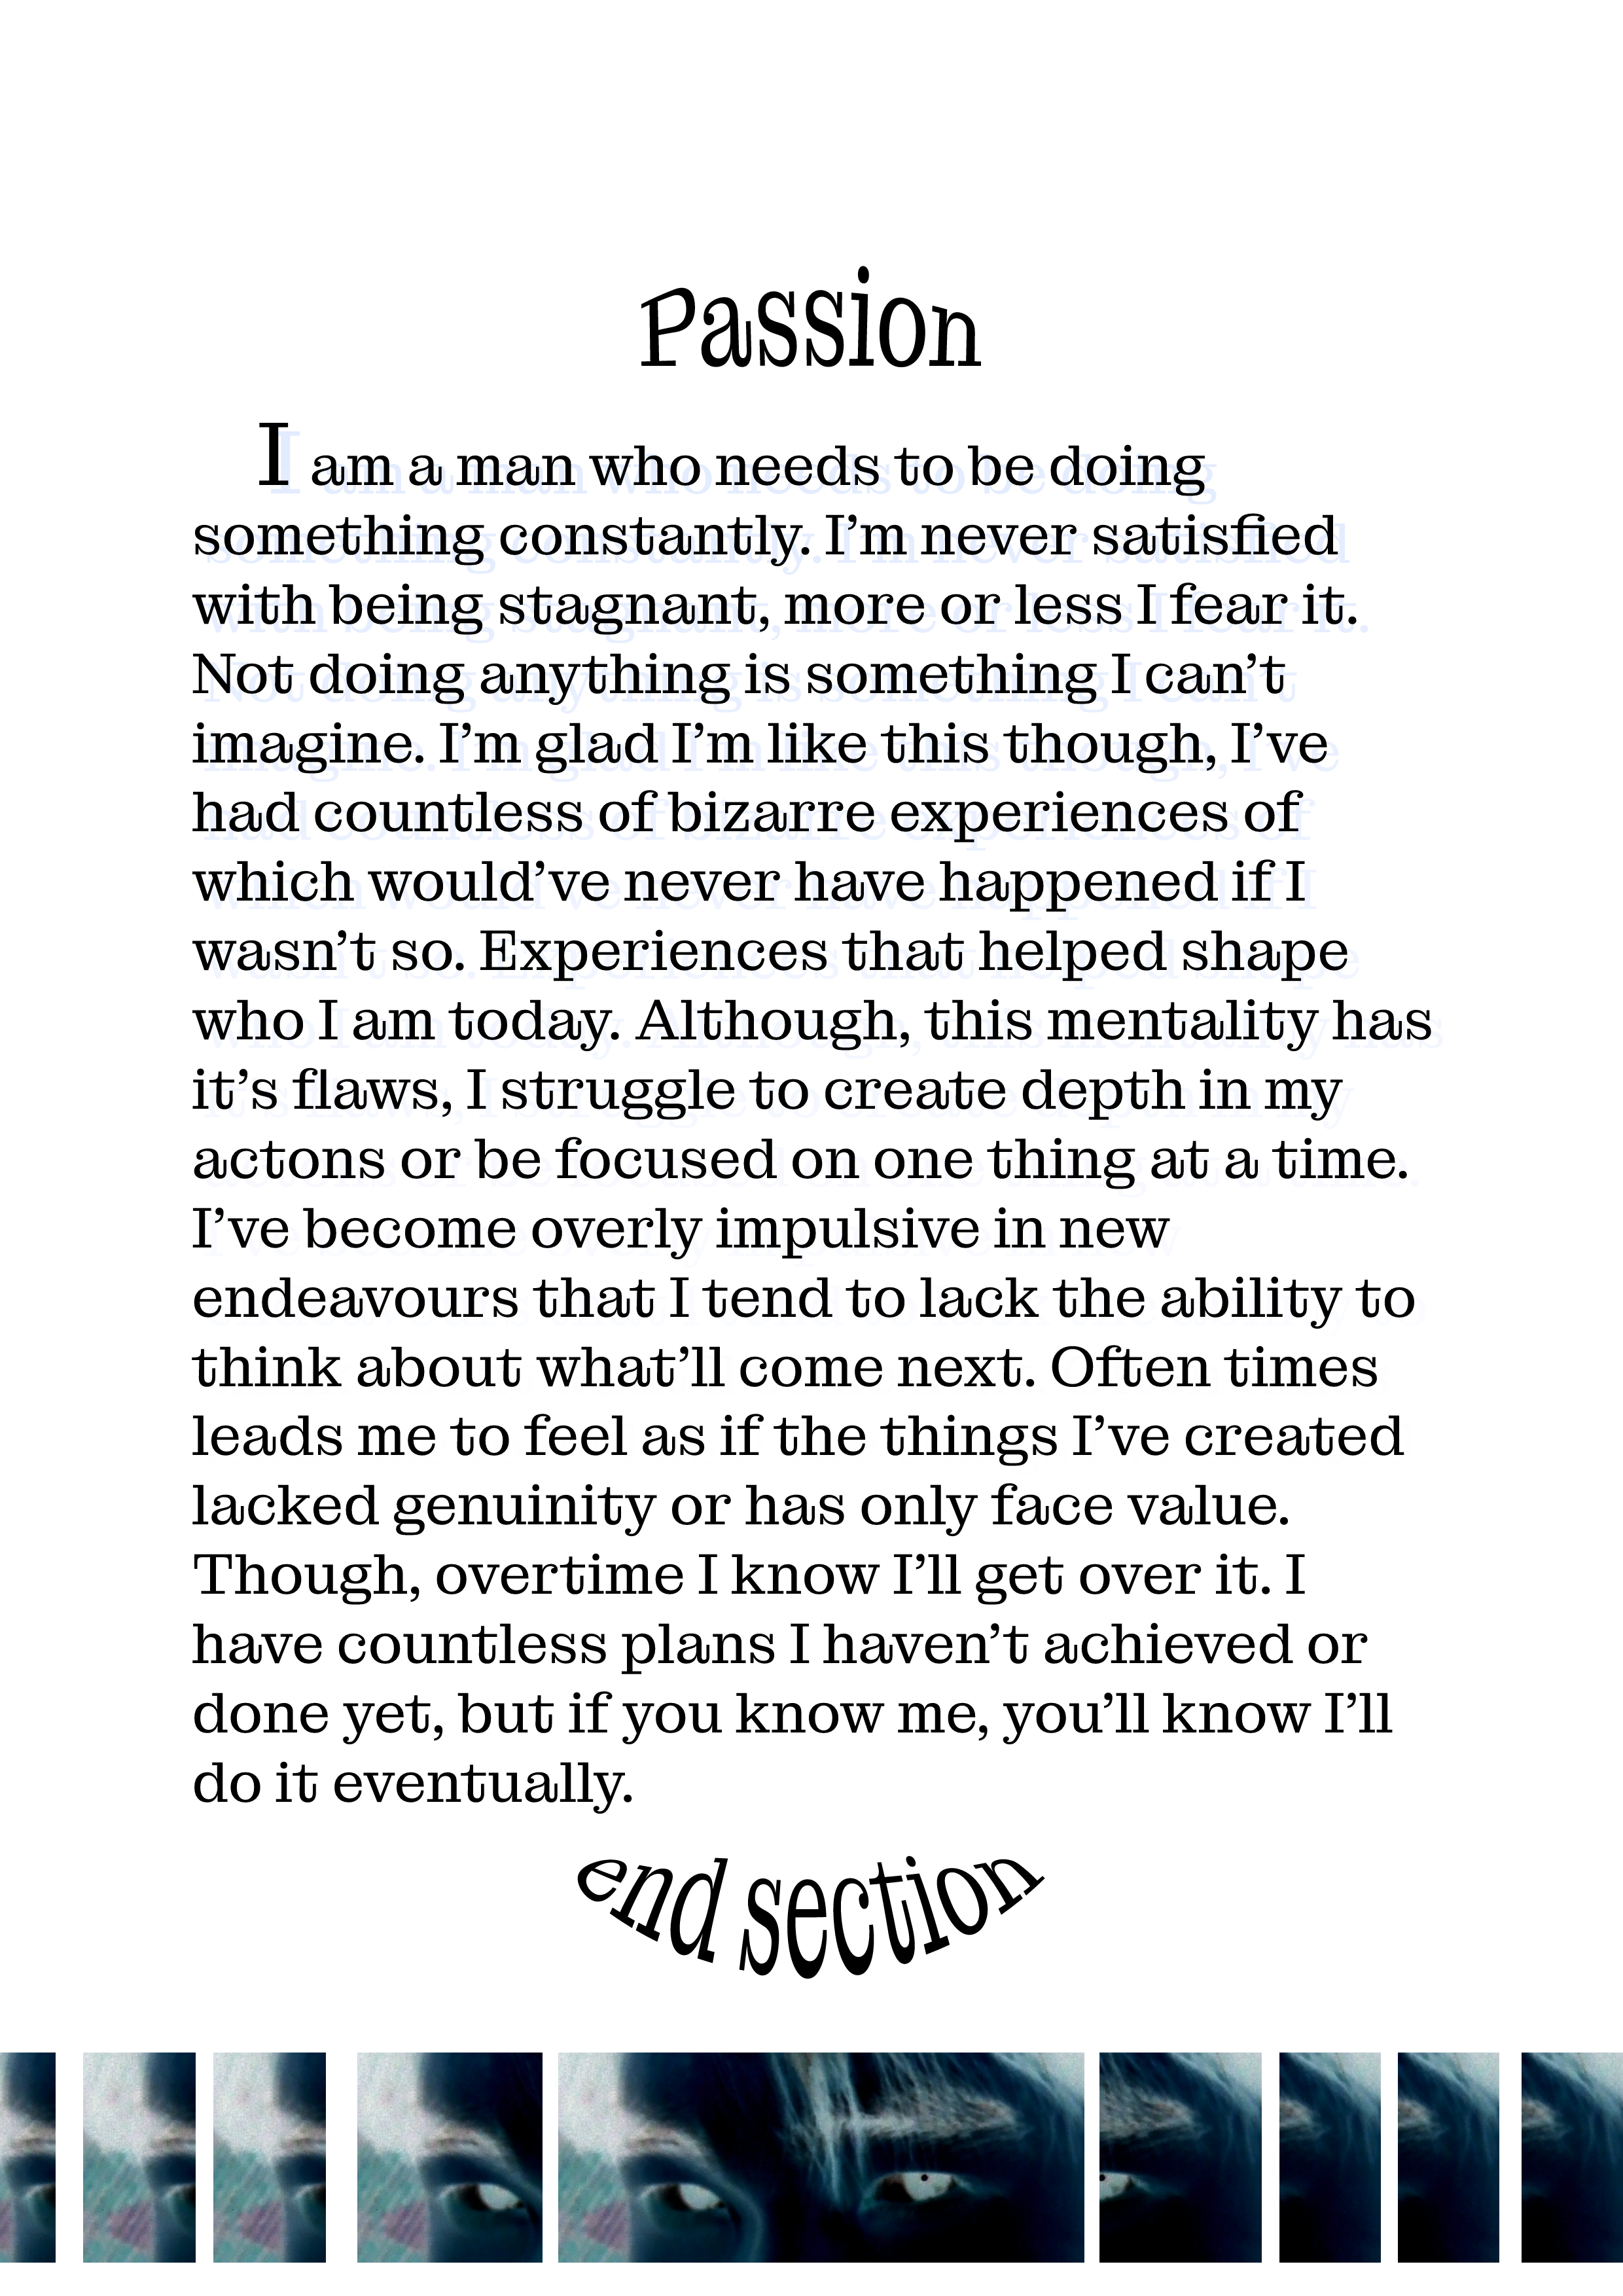 Passion
I am a man who needs to be doing
something constantly. I’m never satisfied
with being stagnant, more or less I fear it.
Not doing anything is something I can’t
imagine. I’m glad I’m like this though, I’ve
had countless of bizarre experiences of
which would’ve never have happened if I
wasn’t so. Experiences that helped shape
who I am today. Although, this mentality has
it’s flaws, I struggle to create depth in my
actons or be focused on one thing at a time.
I’ve become overly impulsive in new
endeavours that I tend to lack the ability to
think about what’ll come next. Often times
leads me to feel as if the things I’ve created
lacked genuinity or has only face value.
Though, overtime I know I’ll get over it. I
have countless plans I haven’t achieved or
done yet, but if you know me, you’ll know I’ll
do it eventually.
end section